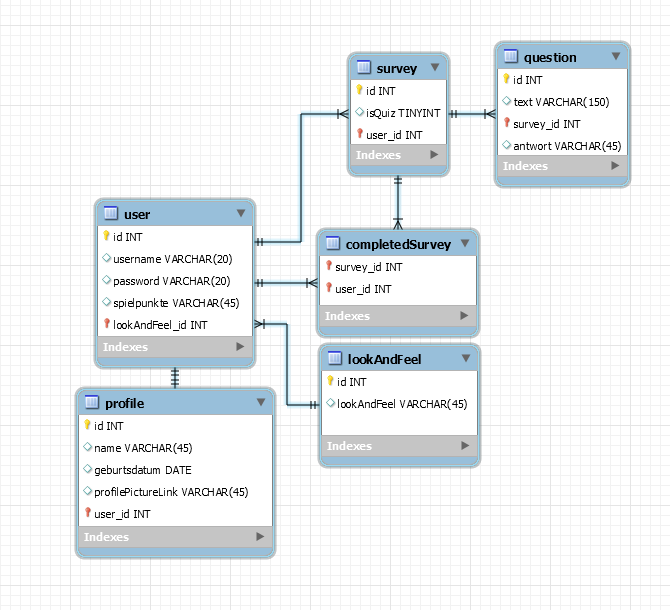 survey
id INT
isQuiz TINYINT
user_id INT
Indexes
question
id INT
text VARCHAR(150)
survey_id INT
antwort VARCHAR(45)
Indexes
user
id INT
username VARCHAR(20)
password VARCHAR(20)
spielpunkte VARCHAR(45)
lookAndFeel_id INT
Indexes
completedSurvey
survey_id INT
user_id INT
Indexes
lookAndFeel
id INT
lookAndFeel VARCHAR(45)
Indexes
profile
id INT
name VARCHAR(45)
geburtsdatum DATE
profilePictureLink VARCHAR(45)
user_id INT
Indexes